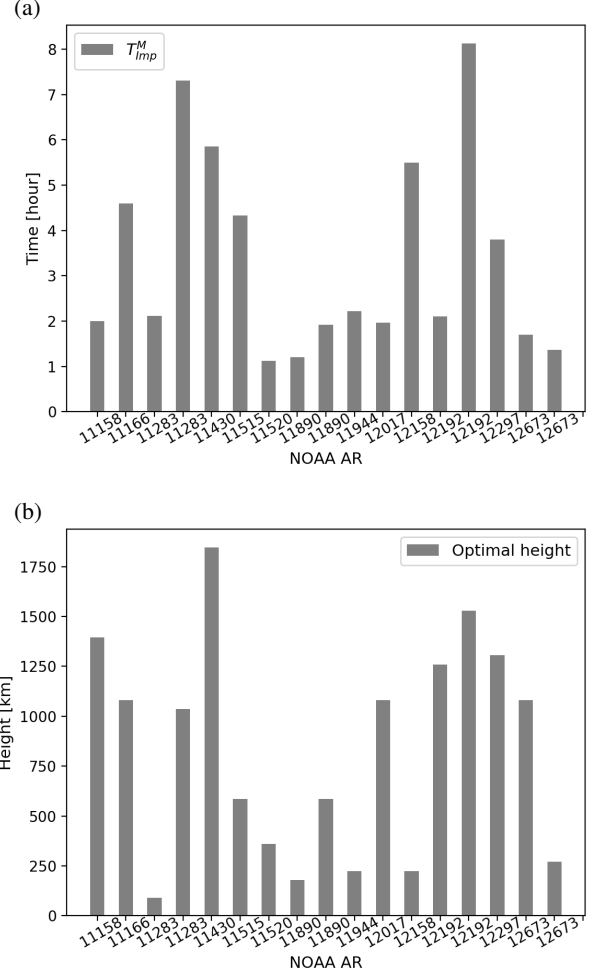 (a)
T_{Imp}^{M}
8
7
6
5
4
3
2
1
0
Time [hour]
11158 11166 11283 11283 11430 11515 11520 11890 11890 11944 12017 12158 12192 12192 12297 12673 12673
NOAA AR
(b)
Optimal height
1750
1500
1250
1000
750
500
250
0
Height [km]
11158 11166 11283 11283 11430 11515 11520 11890 11890 11944 12017 12158 12192 12192 12297 12673 12673
NOAA AR